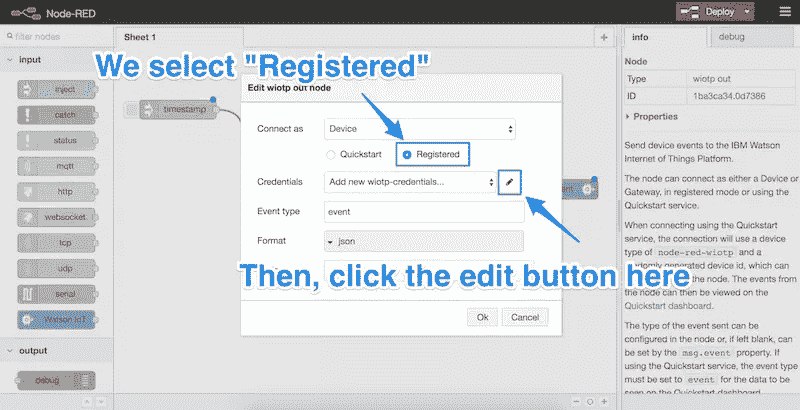 Node-RED
Deploy
filter nodes
Sheet 1
info
debug
input
inject
catch
status
mqtt
http
websocket
tcp
udp
serial
Watson IoT
output
debug
timestamp
We select "Registered"
Edit wiotp out node
Connect as
Device
Quickstart
Registered
Credentials
Add new wiotp-credentials...
Event type
event
Format
json
Then, click the edit button here
Ok
Cancel
Node
Type
wiotp out
ID
1ba3ca34.0d7386
Properties
Send device events to the IBM Watson
Internet of Things Platform.
The node can connect as either a Device or
Gateway, in registered mode or using the
Quickstart service.
When connecting using the Quickstart
service, the connection will use a device
type of node-red-wiotp and a
generated device id, which can
the node. The events from
the node can then be viewed on the
Quickstart dashboard.
The type of the event sent can be
configured in the node or, if left blank, can
be set by the msg.event property. If
using the Quickstart service, the event type
must be set to event for the data to
be seen on the Quickstart dashboard.